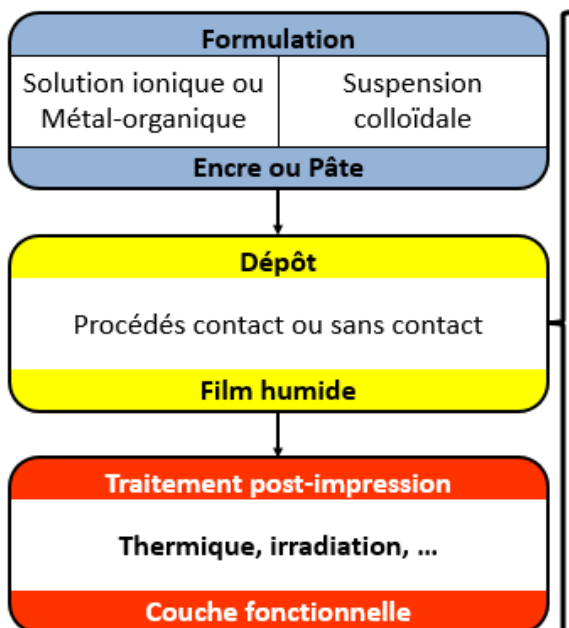 Formulation
Solution ionique ou
Métal-organique
Suspension
colloïdale
Encre ou Pâte
Dépôt
Procédés contact ou sans contact
Film humide
Traitement post-impression
Thermique, irradiation, ...
Couche fonctionnelle